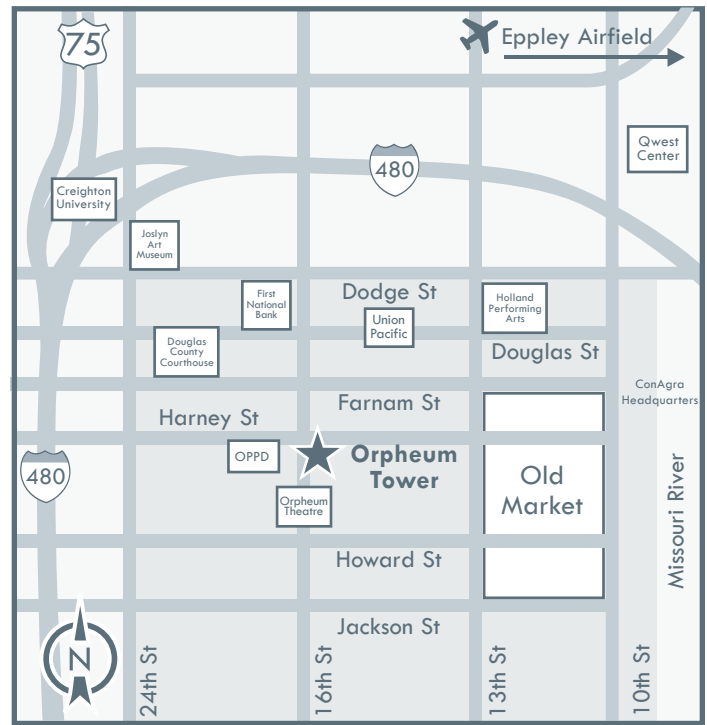 75
Eppley Airfield
Qwest
Center
480
Creighton
University
Joslyn
Art
Museum
First
National
Bank
Dodge St
Holland
Performing
Arts
Union
Pacific
Douglas
County
Courthouse
Douglas St
ConAgra
Headquarters
Farnam St
Harney St
OPPD
Orpheum
Tower
480
Old
Market
Orpheum
Theatre
Missouri River
Howard St
Jackson St
N
24th St
16th St
13th St
10th St